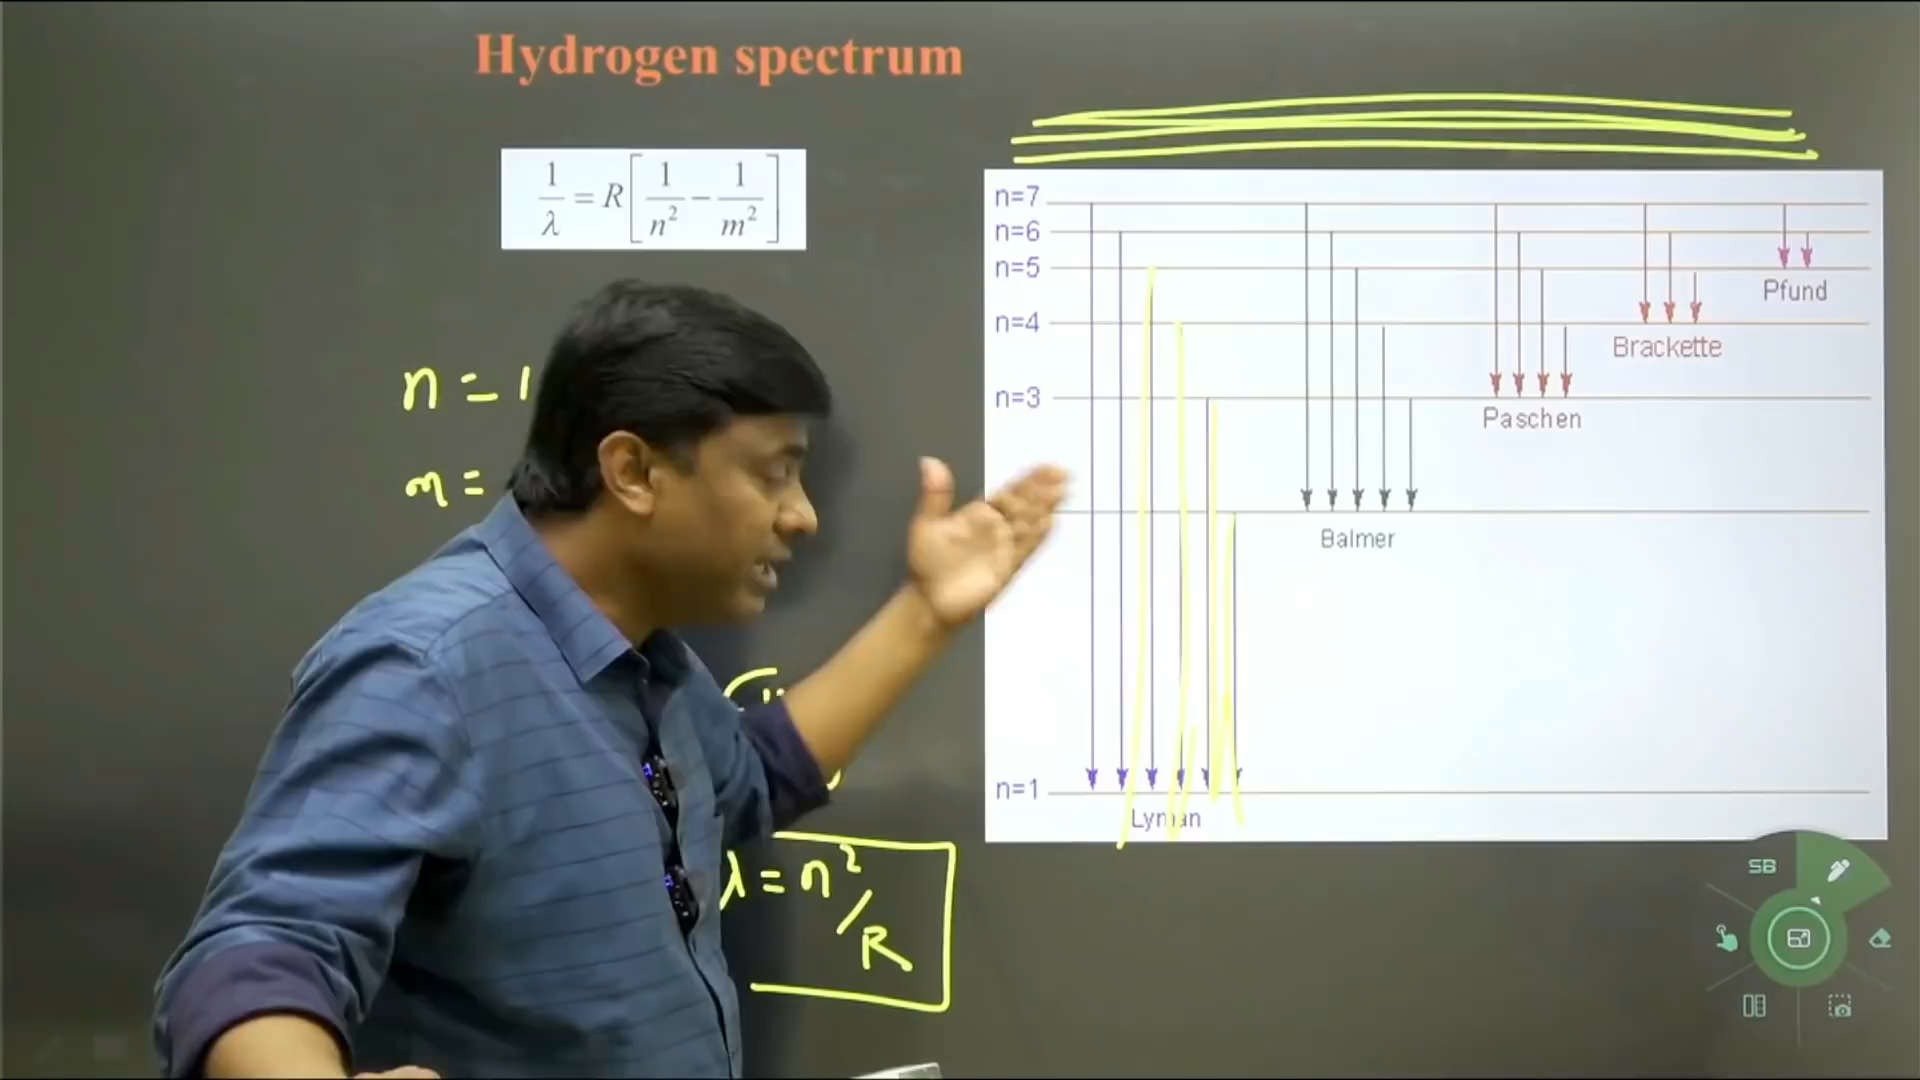 Hydrogen spectrum
1/λ = R[1/n² − 1/m²]
n = 1
m =
λ = n²/R
n=7
n=6
n=5
n=4
n=3
n=1
Pfund
Brackette
Paschen
Balmer
Lyman
SB